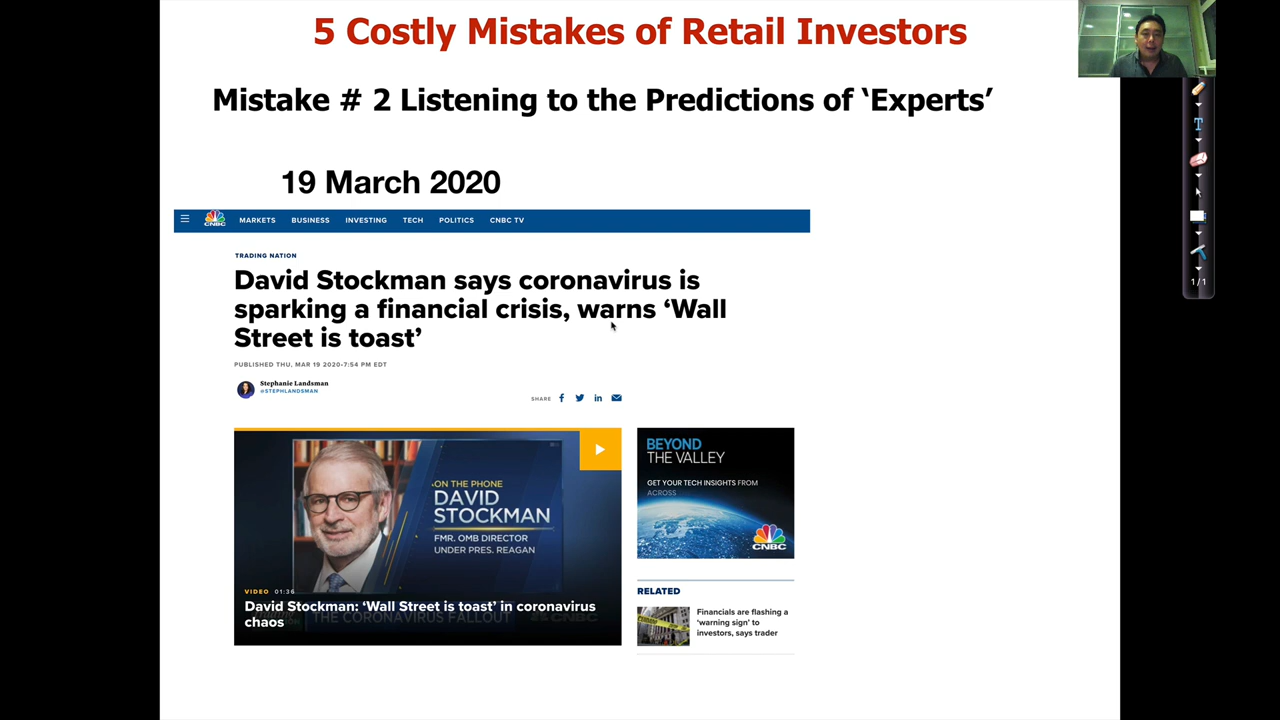 5 Costly Mistakes of Retail Investors
Mistake # 2 Listening to the Predictions of ‘Experts’
19 March 2020
CNBC
MARKETS BUSINESS INVESTING TECH POLITICS CNBC TV
TRADING NATION
David Stockman says coronavirus is
sparking a financial crisis, warns ‘Wall
Street is toast’
PUBLISHED THU, MAR 19 2020•7:54 PM EDT
Stephanie Landsman
@STEPHLANDSMAN
SHARE
ON THE PHONE
DAVID
STOCKMAN
FMR. OMB DIRECTOR
UNDER PRES. REAGAN
VIDEO 01:36
David Stockman: ‘Wall Street is toast’ in coronavirus
chaos
THE CORONAVIRUS FALLOUT
CNBC
BEYOND
THE VALLEY
GET YOUR TECH INSIGHTS FROM
ACROSS
CNBC
RELATED
Financials are flashing a
‘warning sign’ to
investors, says trader
T
1/1